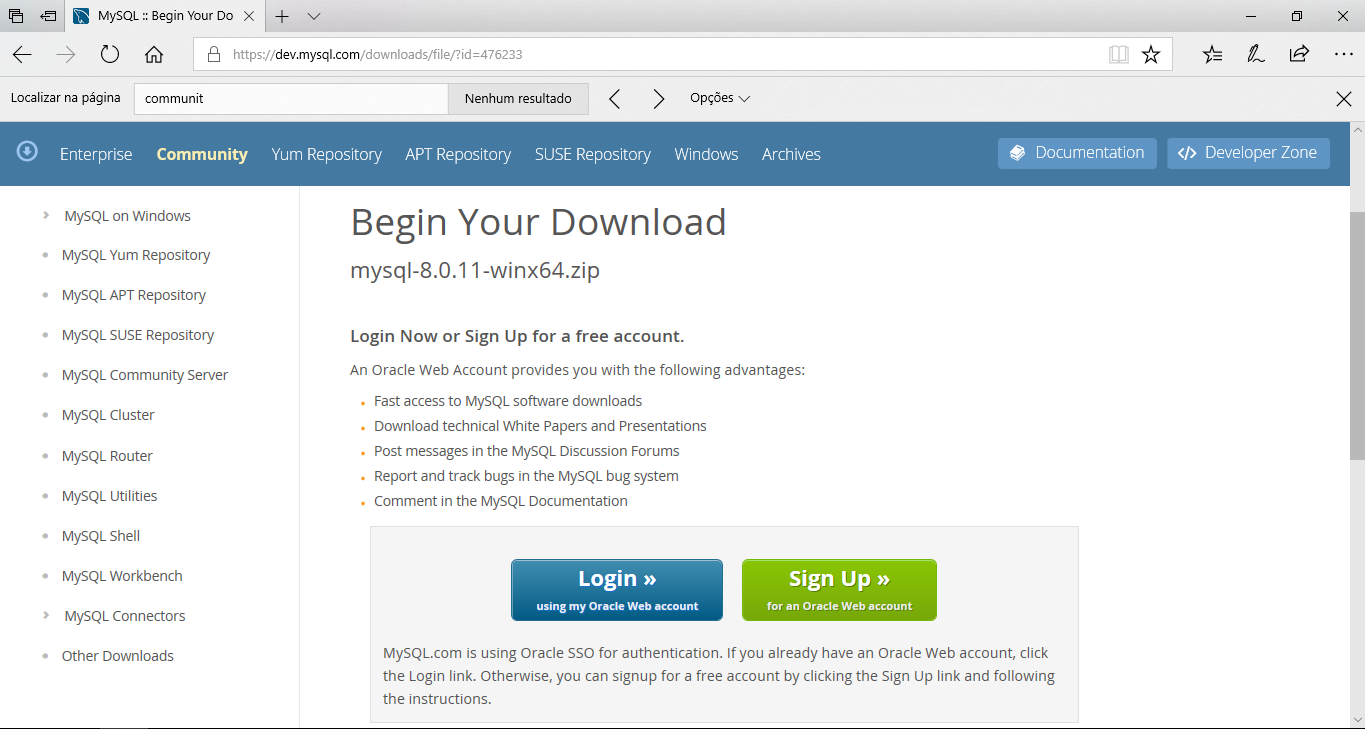 MySQL :: Begin Your Do
https://dev.mysql.com/downloads/file/?id=476233
Localizar na página
communit
Nenhum resultado
Opções
Enterprise
Community
Yum Repository
APT Repository
SUSE Repository
Windows
Archives
Documentation
Developer Zone
MySQL on Windows
MySQL Yum Repository
MySQL APT Repository
MySQL SUSE Repository
MySQL Community Server
MySQL Cluster
MySQL Router
MySQL Utilities
MySQL Shell
MySQL Workbench
MySQL Connectors
Other Downloads
Begin Your Download
mysql-8.0.11-winx64.zip
Login Now or Sign Up for a free account.
An Oracle Web Account provides you with the following advantages:
Fast access to MySQL software downloads
Download technical White Papers and Presentations
Post messages in the MySQL Discussion Forums
Report and track bugs in the MySQL bug system
Comment in the MySQL Documentation
Login »
using my Oracle Web account
Sign Up »
for an Oracle Web account
MySQL.com is using Oracle SSO for authentication. If you already have an Oracle Web account, click
the Login link. Otherwise, you can signup for a free account by clicking the Sign Up link and following
the instructions.